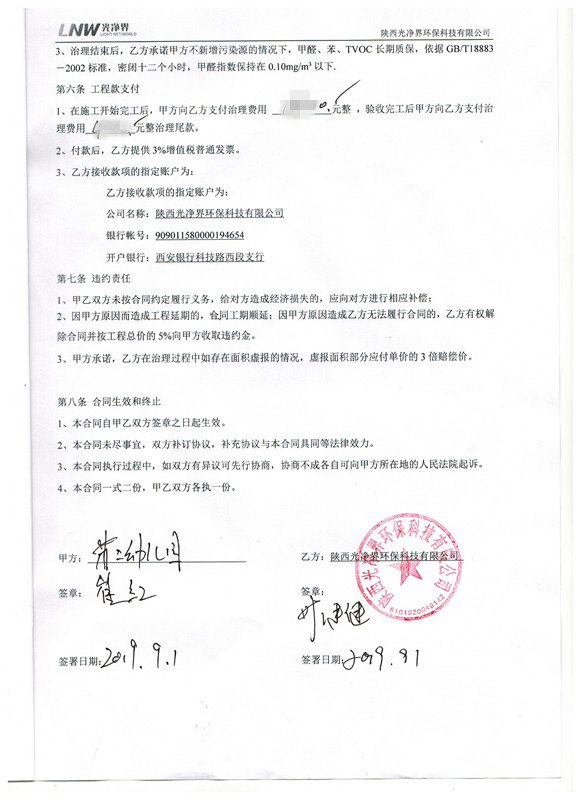 LNW 光净界
LIGHT NET WORLD
陕西光净界环保科技有限公司
3、治理结束后，乙方承诺甲方不新增污染源的情况下，甲醛、苯、TVOC 长期质保，依据 GB/T18883
－2002 标准，密闭十二个小时，甲醛指数保持在 0.10mg/m³ 以下.
第六条 工程款支付
1、在施工开始完工后，甲方向乙方支付治理费用 元整，验收完工后甲方向乙方支付治
理费用 元整治理尾款。
2、付款后，乙方提供 3%增值税普通发票。
3、乙方接收款项的指定账户为：
乙方接收款项的指定账户为：
公司名称：陕西光净界环保科技有限公司
银行帐号：909011580000194654
开户银行：西安银行科技路西段支行
第七条 违约责任
1、甲乙双方未按合同约定履行义务，给对方造成经济损失的，应向对方进行相应补偿；
2、因甲方原因而造成工程延期的，合同工期顺延；因甲方原因造成乙方无法履行合同的，乙方有权解
除合同并按工程总价的 5%向甲方收取违约金。
3、甲方承诺，乙方在治理过程中如存在面积虚报的情况，虚报面积部分应付单价的 3 倍赔偿价。
第八条 合同生效和终止
1、本合同自甲乙双方签章之日起生效。
2、本合同未尽事宜，双方补订协议，补充协议与本合同具同等法律效力。
3、本合同执行过程中，如双方有异议可先行协商，协商不成各自可向甲方所在地的人民法院起诉。
4、本合同一式二份，甲乙双方各执一份。
甲方： 幼儿园
乙方：陕西光净界环保科技有限公司
签章：崔红
签章：
陕西光净界环保科技有限公司
签署日期：2019.9.1
签署日期：2019.9.1